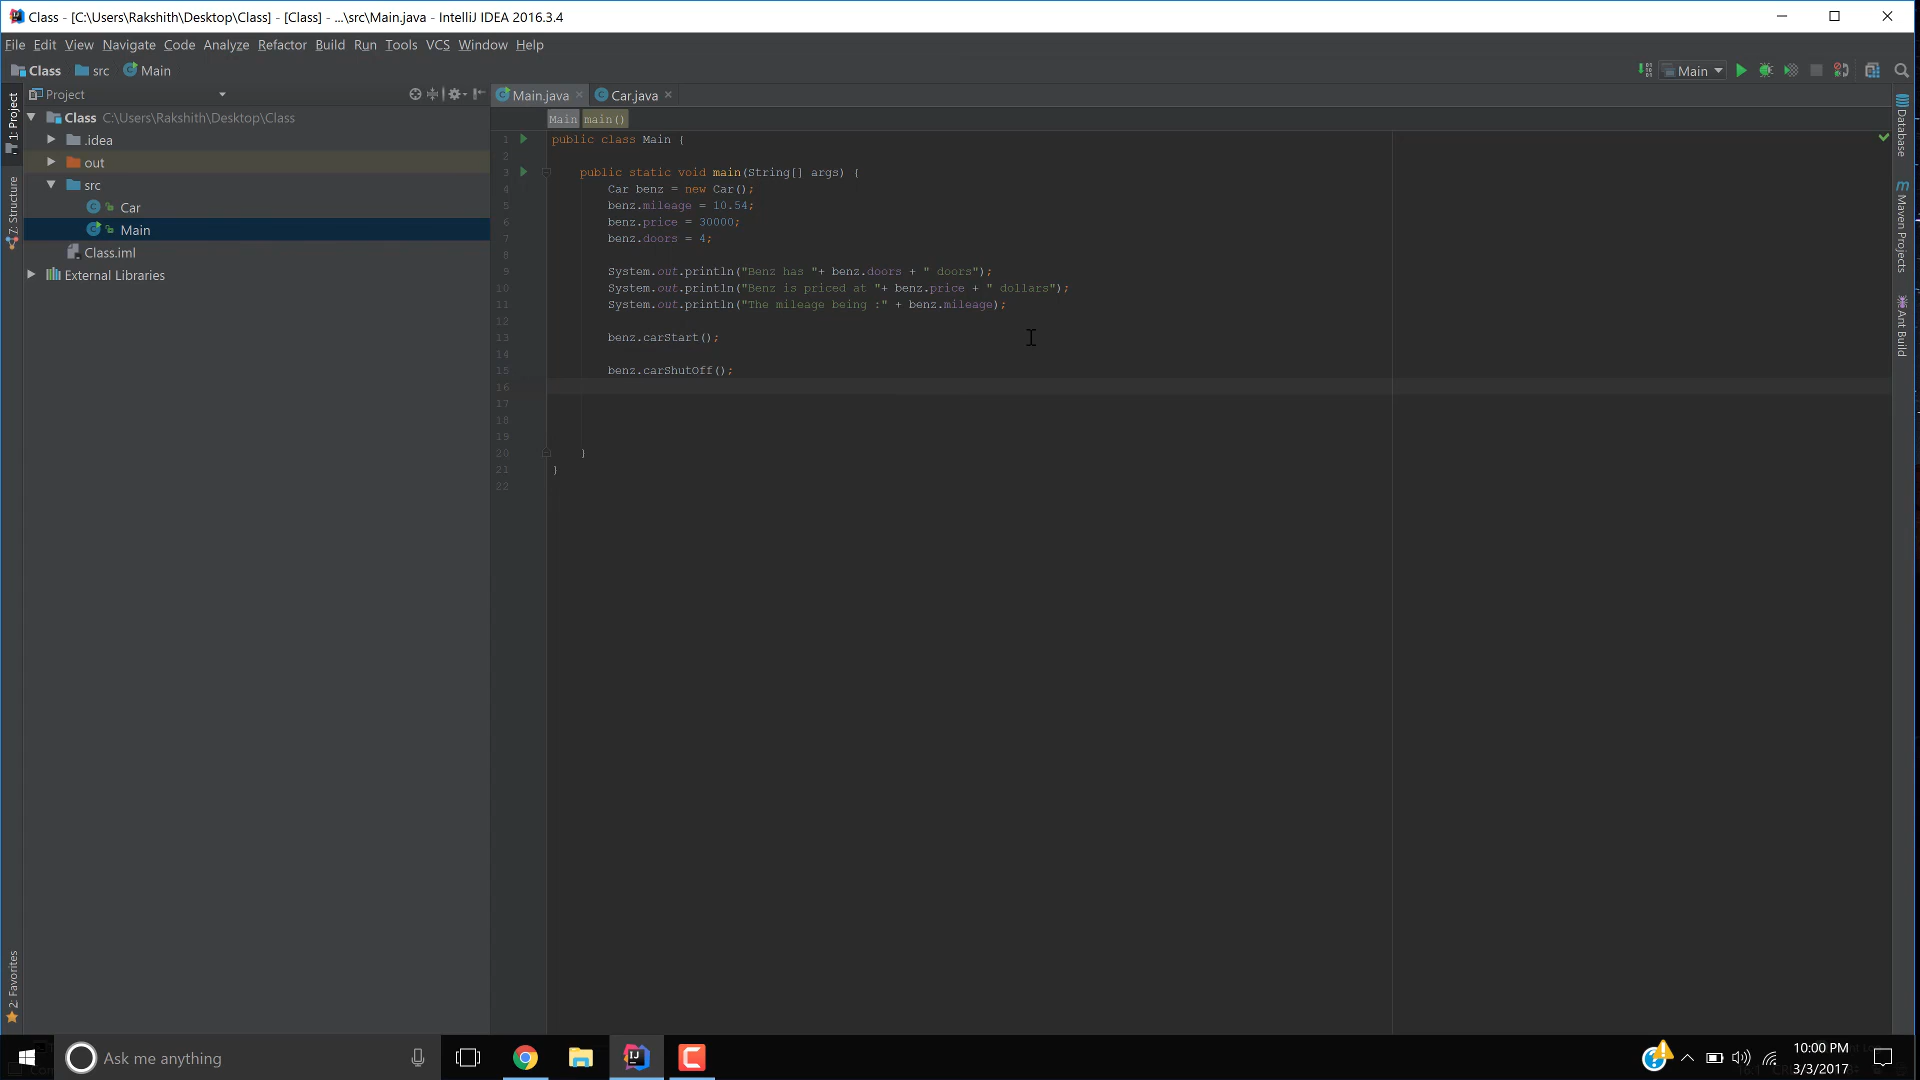 Class - [C:\Users\Rakshith\Desktop\Class] - [Class] - ...\src\Main.java - IntelliJ IDEA 2016.3.4
File Edit View Navigate Code Analyze Refactor Build Run Tools VCS Window Help
Class src Main
Main
Project
Main.java Car.java
Main main()
1: Project
7: Structure
2: Favorites
Class C:\Users\Rakshith\Desktop\Class
.idea
out
src
Car
Main
Class.iml
External Libraries
1 public class Main {
2
3 public static void main(String[] args) {
4 Car benz = new Car();
5 benz.mileage = 10.54;
6 benz.price = 30000;
7 benz.doors = 4;
8
9 System.out.println("Benz has "+ benz.doors + " doors");
10 System.out.println("Benz is priced at "+ benz.price + " dollars");
11 System.out.println("The mileage being :" + benz.mileage);
12
13 benz.carStart();
14
15 benz.carShutOff();
16
17
18
19
20 }
21 }
22
Database
Maven Projects
Ant Build
Ask me anything
10:00 PM
3/3/2017